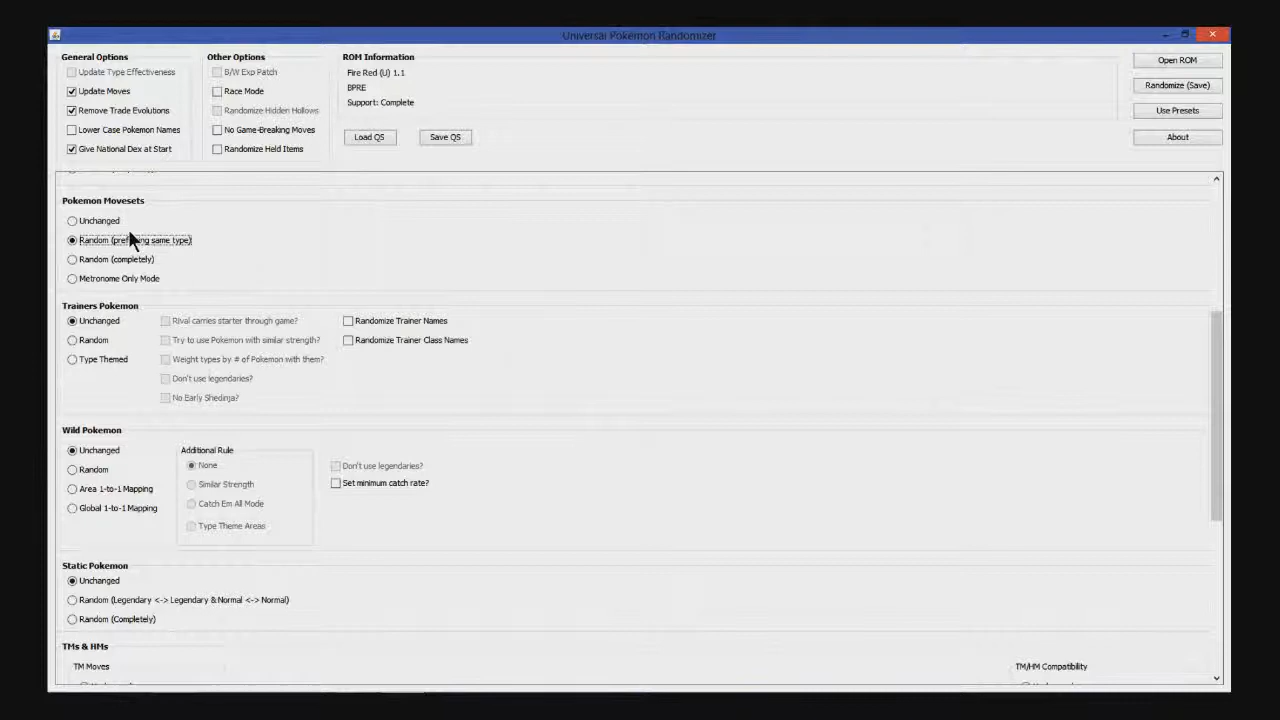 Universal Pokemon Randomizer
General Options
Update Type Effectiveness
Update Moves
Remove Trade Evolutions
Lower Case Pokemon Names
Give National Dex at Start
Other Options
B/W Exp Patch
Race Mode
Randomize Hidden Hollows
No Game-Breaking Moves
Randomize Held Items
ROM Information
Fire Red (U) 1.1
BPRE
Support: Complete
Load QS
Save QS
Open ROM
Randomize (Save)
Use Presets
About
Pokemon Movesets
Unchanged
Random same type)
Random (completely)
Metronome Only Mode
Trainers Pokemon
Unchanged
Random
Type Themed
Rival carries starter through game?
Try to use Pokemon with similar strength?
Weight types by # of Pokemon with them?
Don't use legendaries?
No Early Shedinja?
Randomize Trainer Names
Randomize Trainer Class Names
Wild Pokemon
Unchanged
Random
Area 1-to-1 Mapping
Global 1-to-1 Mapping
Additional Rule
None
Similar Strength
Catch Em All Mode
Type Theme Areas
Don't use legendaries?
Set minimum catch rate?
Static Pokemon
Unchanged
Random (Legendary <-> Legendary & Normal <-> Normal)
Random (Completely)
TMs & HMs
TM Moves
TM/HM Compatibility